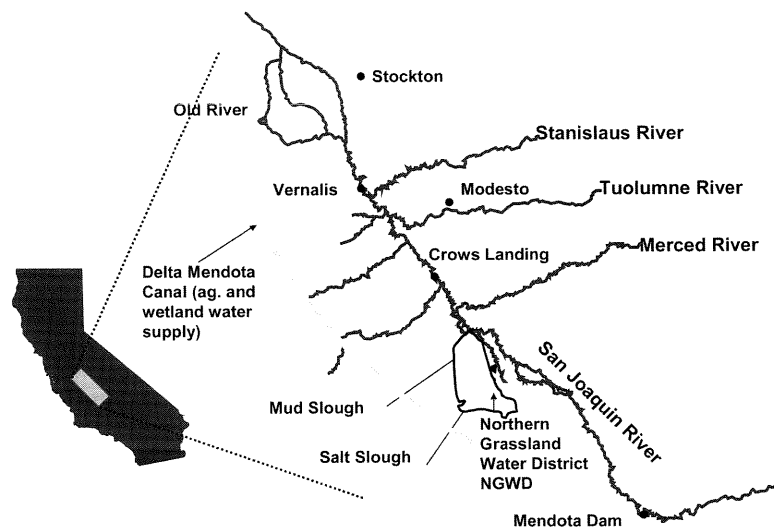 Stockton
Old River
Stanislaus River
Vernalis
Modesto
Tuolumne River
Crows Landing
Merced River
Delta Mendota
Canal (ag. and
wetland water
supply)
San Joaquin River
Mud Slough
Salt Slough
Northern
Grassland
Water District
NGWD
Mendota Dam